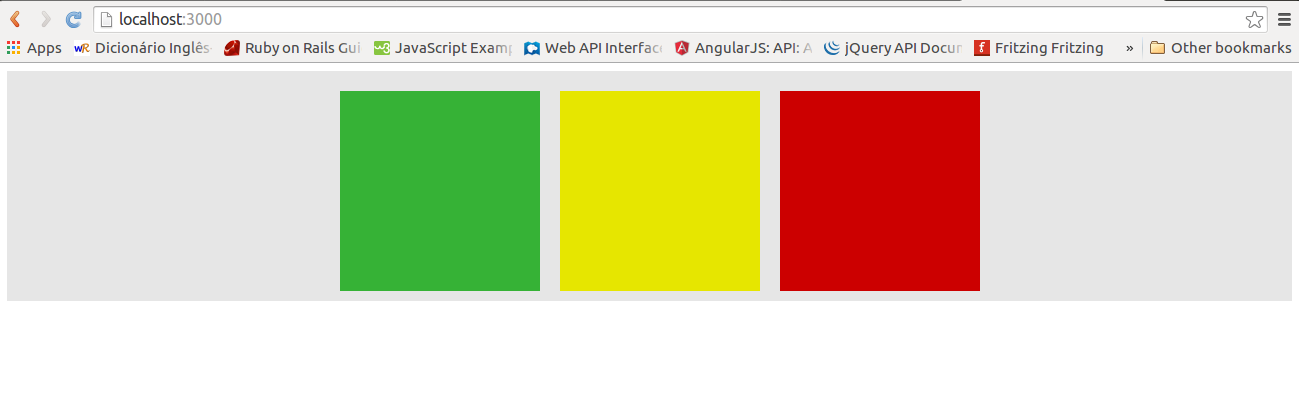 localhost:3000
Apps Dicionário Inglês Ruby on Rails Gui JavaScript Examp Web API Interfac AngularJS: API: A jQuery API Docur Fritzing Fritzing » Other bookmarks